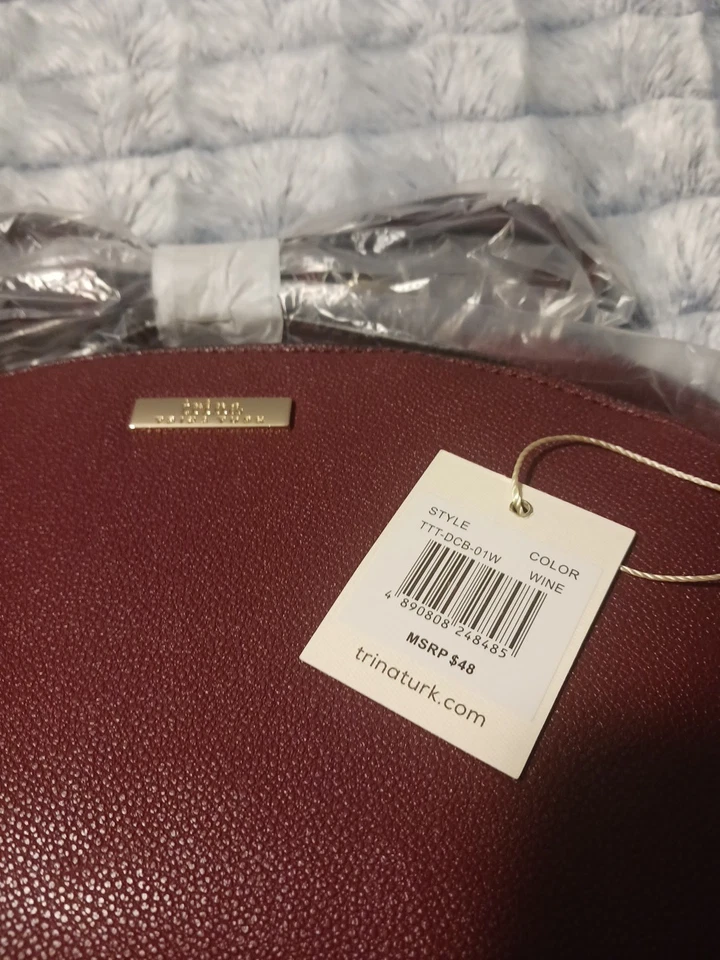 STYLE
TTT-DCB-01W
COLOR
WINE
4 890808 248485
MSRP $48
trinaturk.com